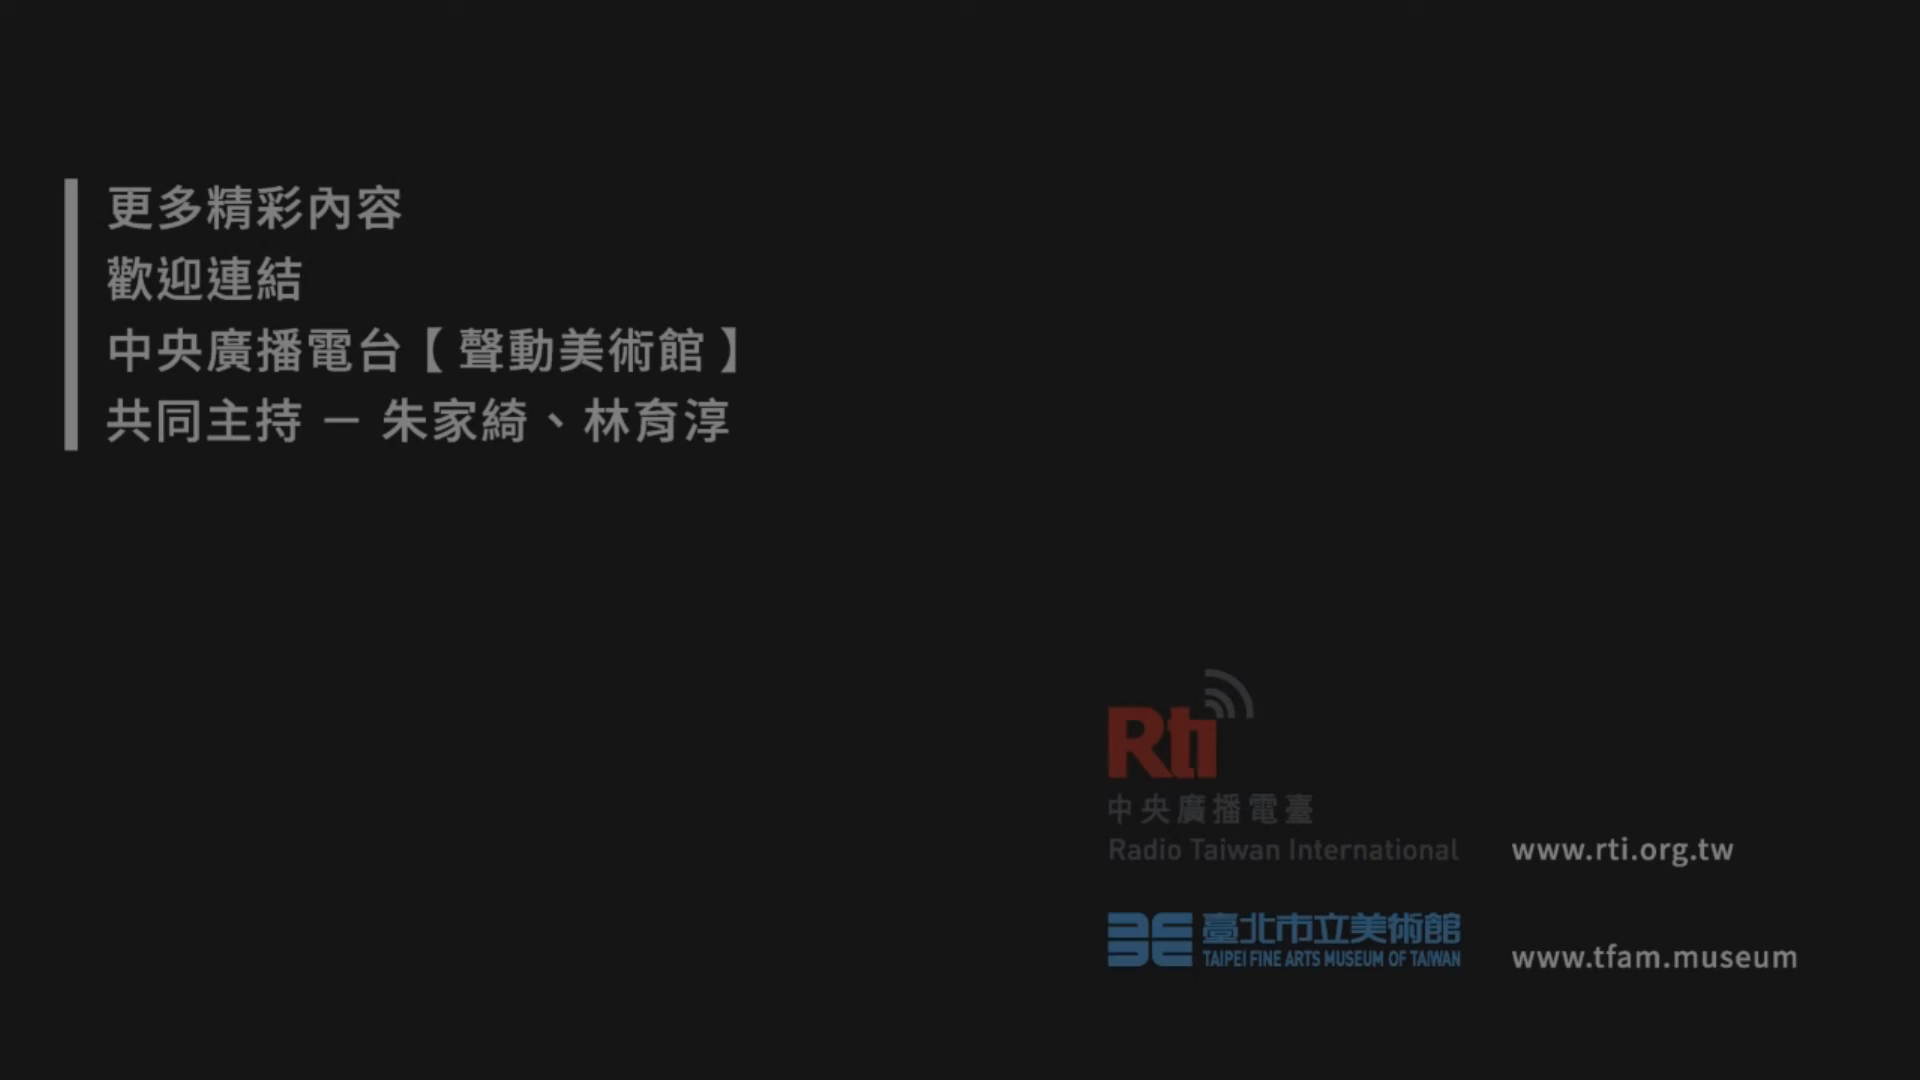 更多精彩內容
歡迎連結
中央廣播電台【聲動美術館】
共同主持 － 朱家綺、林育淳
Rti
中央廣播電臺
Radio Taiwan International
www.rti.org.tw
臺北市立美術館
TAIPEI FINE ARTS MUSEUM OF TAIWAN
www.tfam.museum